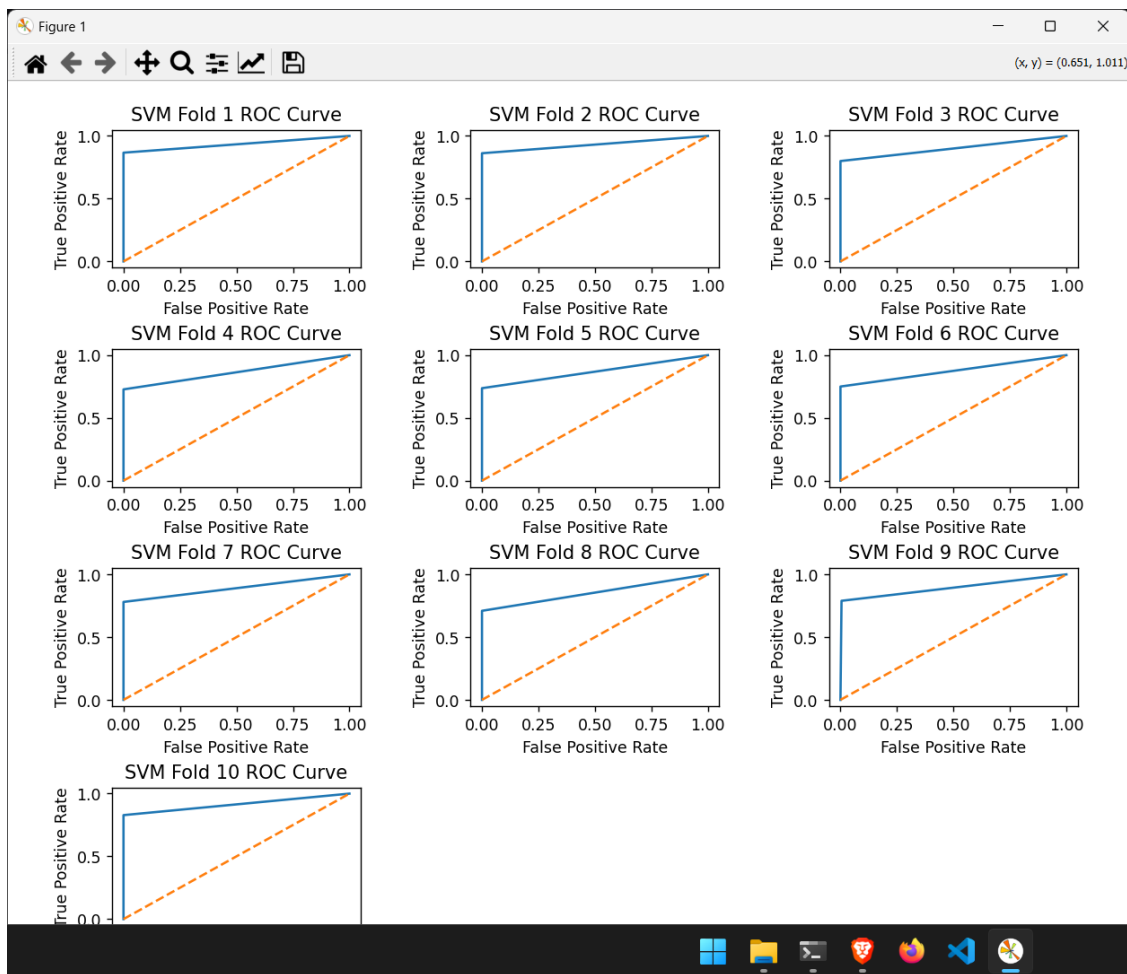 Figure 1
(x, y) = (0.651, 1.011)
SVM Fold 1 ROC Curve
True Positive Rate
1.0
0.5
0.0
0.00 0.25 0.50 0.75 1.00
False Positive Rate
SVM Fold 2 ROC Curve
True Positive Rate
1.0
0.5
0.0
0.00 0.25 0.50 0.75 1.00
False Positive Rate
SVM Fold 3 ROC Curve
True Positive Rate
1.0
0.5
0.0
0.00 0.25 0.50 0.75 1.00
False Positive Rate
SVM Fold 4 ROC Curve
True Positive Rate
1.0
0.5
0.0
0.00 0.25 0.50 0.75 1.00
False Positive Rate
SVM Fold 5 ROC Curve
True Positive Rate
1.0
0.5
0.0
0.00 0.25 0.50 0.75 1.00
False Positive Rate
SVM Fold 6 ROC Curve
True Positive Rate
1.0
0.5
0.0
0.00 0.25 0.50 0.75 1.00
False Positive Rate
SVM Fold 7 ROC Curve
True Positive Rate
1.0
0.5
0.0
0.00 0.25 0.50 0.75 1.00
False Positive Rate
SVM Fold 8 ROC Curve
True Positive Rate
1.0
0.5
0.0
0.00 0.25 0.50 0.75 1.00
False Positive Rate
SVM Fold 9 ROC Curve
True Positive Rate
1.0
0.5
0.0
0.00 0.25 0.50 0.75 1.00
False Positive Rate
SVM Fold 10 ROC Curve
True Positive Rate
1.0
0.5
0.0